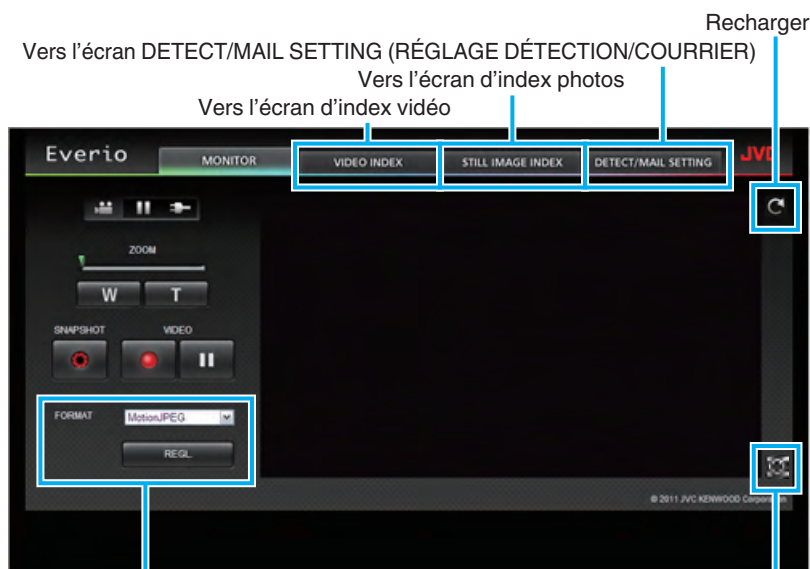 Recharger
Vers l'écran DETECT/MAIL SETTING (RÉGLAGE DÉTECTION/COURRIER)
Vers l'écran d'index photos
Vers l'écran d'index vidéo
Everio
MONITOR
VIDEO INDEX
STILL IMAGE INDEX
DETECT/MAIL SETTING
JVC
ZOOM
W
T
SNAPSHOT
VIDEO
FORMAT
MotionJPEG
REGL.
© 2011 JVC KENWOOD Corporation